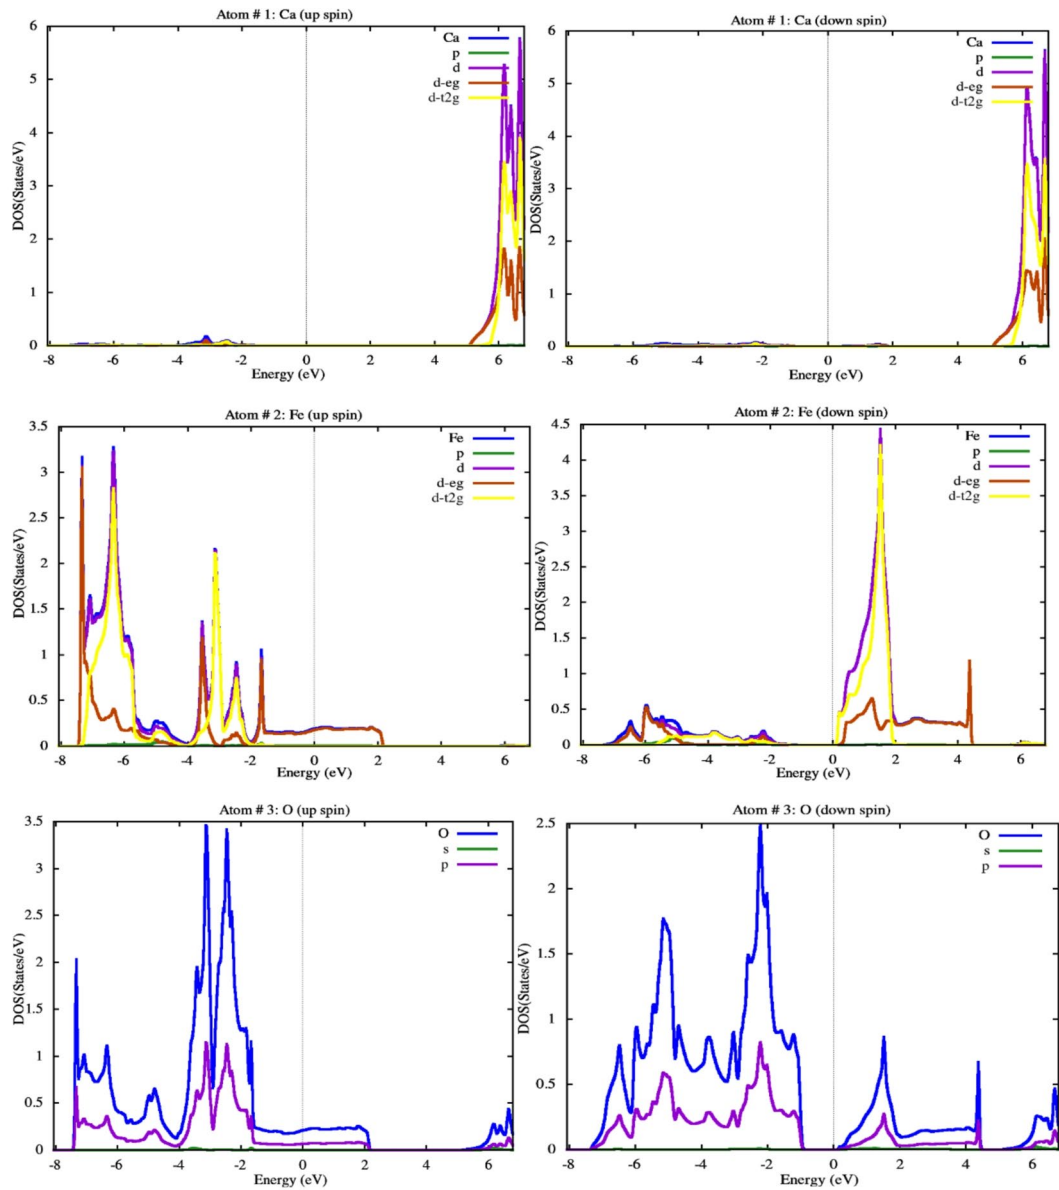 Atom # 1: Ca (up spin)
Ca
p
d
d-eg
d-t2g
DOS(States/eV)
6
5
4
3
2
1
0
-8 -6 -4 -2 0 2 4 6
Energy (eV)
Atom # 1: Ca (down spin)
Ca
p
d
d-eg
d-t2g
DOS(States/eV)
6
5
4
3
2
1
0
-8 -6 -4 -2 0 2 4 6
Energy (eV)
Atom # 2: Fe (up spin)
Fe
p
d
d-eg
d-t2g
DOS(States/eV)
3.5
3
2.5
2
1.5
1
0.5
0
-8 -6 -4 -2 0 2 4 6
Energy (eV)
Atom # 2: Fe (down spin)
Fe
p
d
d-eg
d-t2g
DOS(States/eV)
4.5
4
3.5
3
2.5
2
1.5
1
0.5
0
-8 -6 -4 -2 0 2 4 6
Energy (eV)
Atom # 3: O (up spin)
O
s
p
DOS(States/eV)
3.5
3
2.5
2
1.5
1
0.5
0
-8 -6 -4 -2 0 2 4 6
Energy (eV)
Atom # 3: O (down spin)
O
s
p
DOS(States/eV)
2.5
2
1.5
1
0.5
0
-8 -6 -4 -2 0 2 4 6
Energy (eV)